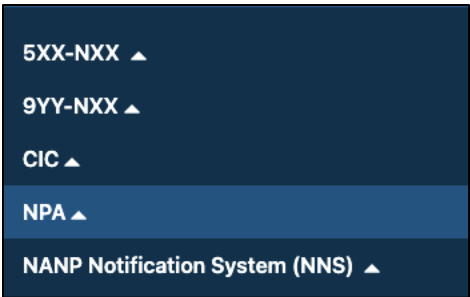 5XX-NXX
9YY-NXX
CIC
NPA
NANP Notification System (NNS)